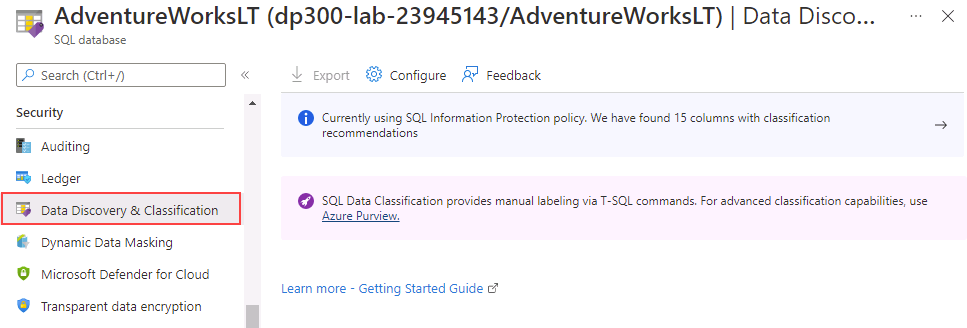 AdventureWorksLT (dp300-lab-23945143/AdventureWorksLT) | Data Disco...
SQL database
Search (Ctrl+/)
Export
Configure
Feedback
Security
Auditing
Ledger
Data Discovery & Classification
Dynamic Data Masking
Microsoft Defender for Cloud
Transparent data encryption
Currently using SQL Information Protection policy. We have found 15 columns with classification
recommendations
SQL Data Classification provides manual labeling via T-SQL commands. For advanced classification capabilities, use
Azure Purview.
Learn more - Getting Started Guide